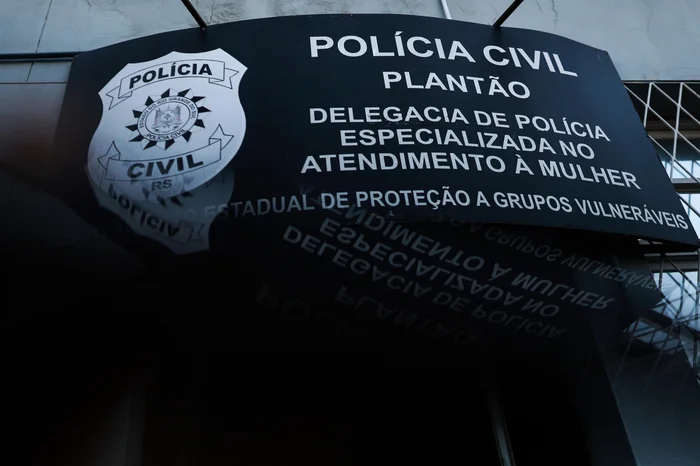 POLÍCIA CIVIL
PLANTÃO
DELEGACIA DE POLÍCIA
ESPECIALIZADA NO
ATENDIMENTO À MULHER
ESTADUAL DE PROTEÇÃO A GRUPOS VULNERÁVEIS
POLÍCIA
CIVIL
RS